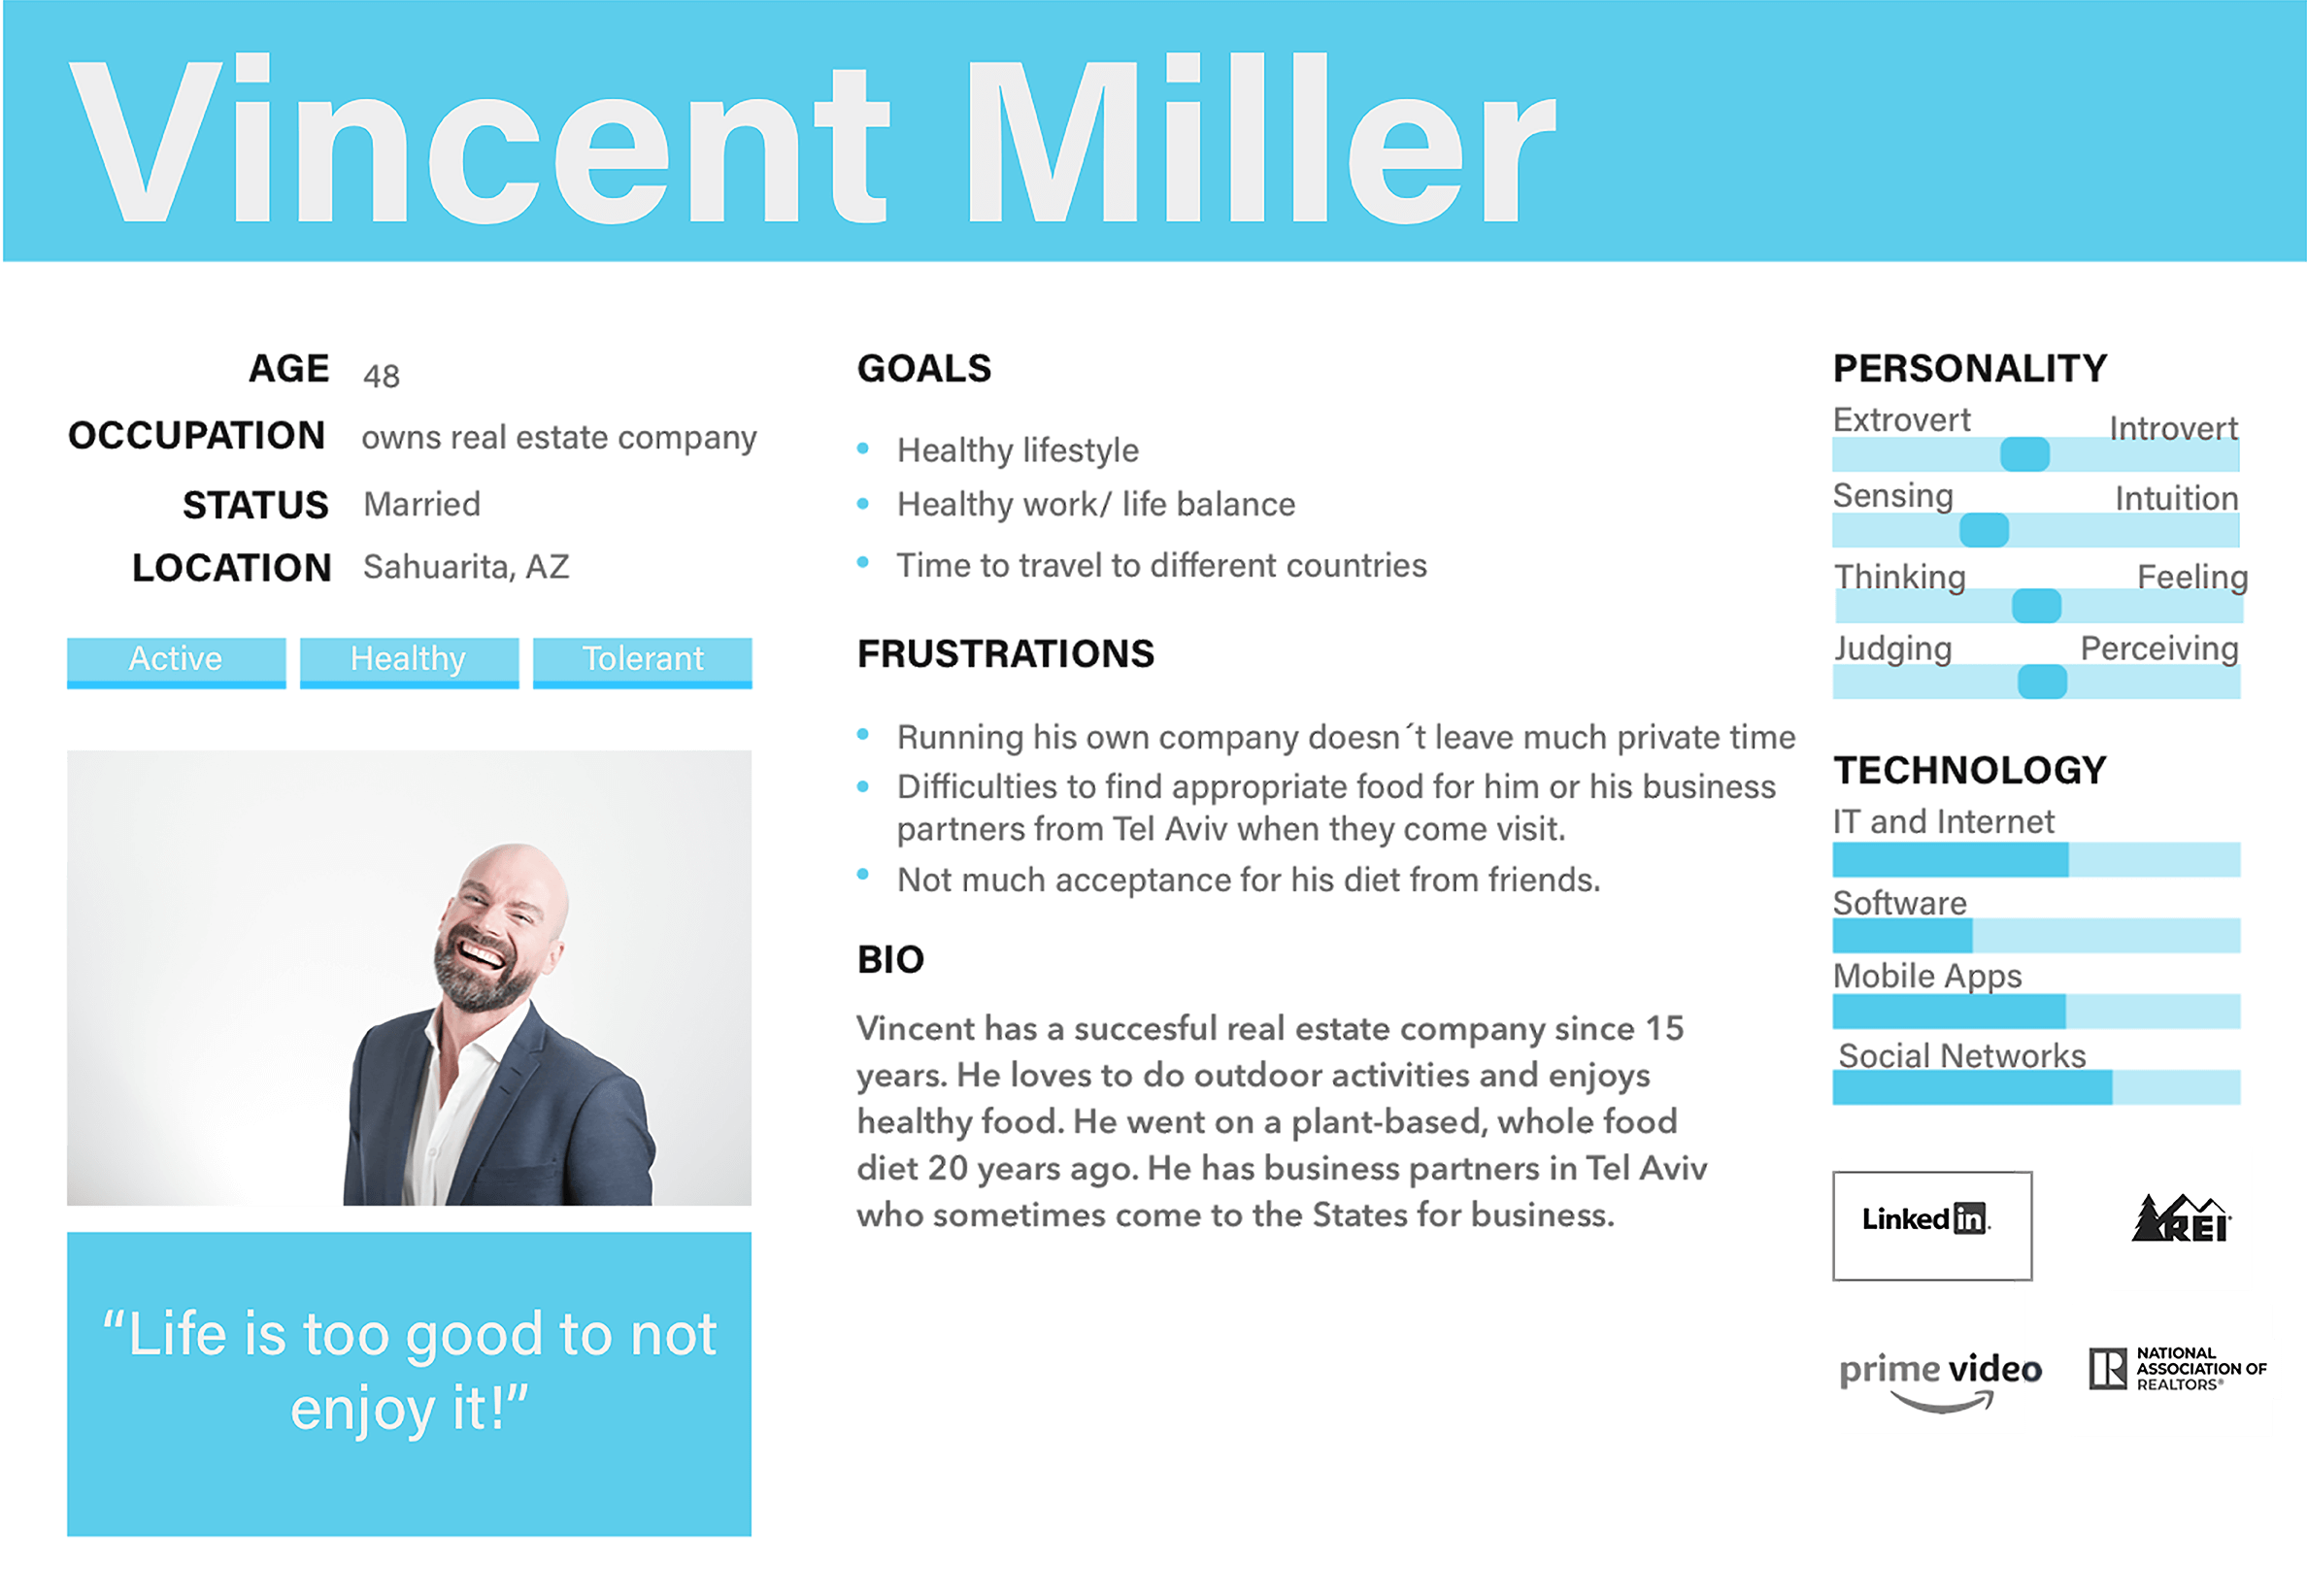 Vincent Miller
AGE 48
OCCUPATION owns real estate company
STATUS Married
LOCATION Sahuarita, AZ
Active Healthy Tolerant
“Life is too good to not
enjoy it!”
GOALS
• Healthy lifestyle
• Healthy work/ life balance
• Time to travel to different countries
FRUSTRATIONS
• Running his own company doesn´t leave much private time
• Difficulties to find appropriate food for him or his business
partners from Tel Aviv when they come visit.
• Not much acceptance for his diet from friends.
BIO
Vincent has a succesful real estate company since 15
years. He loves to do outdoor activities and enjoys
healthy food. He went on a plant-based, whole food
diet 20 years ago. He has business partners in Tel Aviv
who sometimes come to the States for business.
PERSONALITY
Extrovert Introvert
Sensing Intuition
Thinking Feeling
Judging Perceiving
TECHNOLOGY
IT and Internet
Software
Mobile Apps
Social Networks
Linked in.
REI
prime video
R NATIONAL
ASSOCIATION OF
REALTORS®